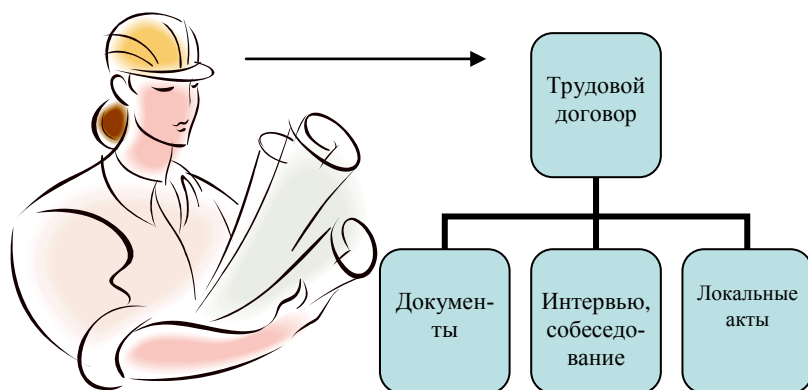 Трудовой
договор
Докумен-
ты
Интервью,
собеседо-
вание
Локальные
акты